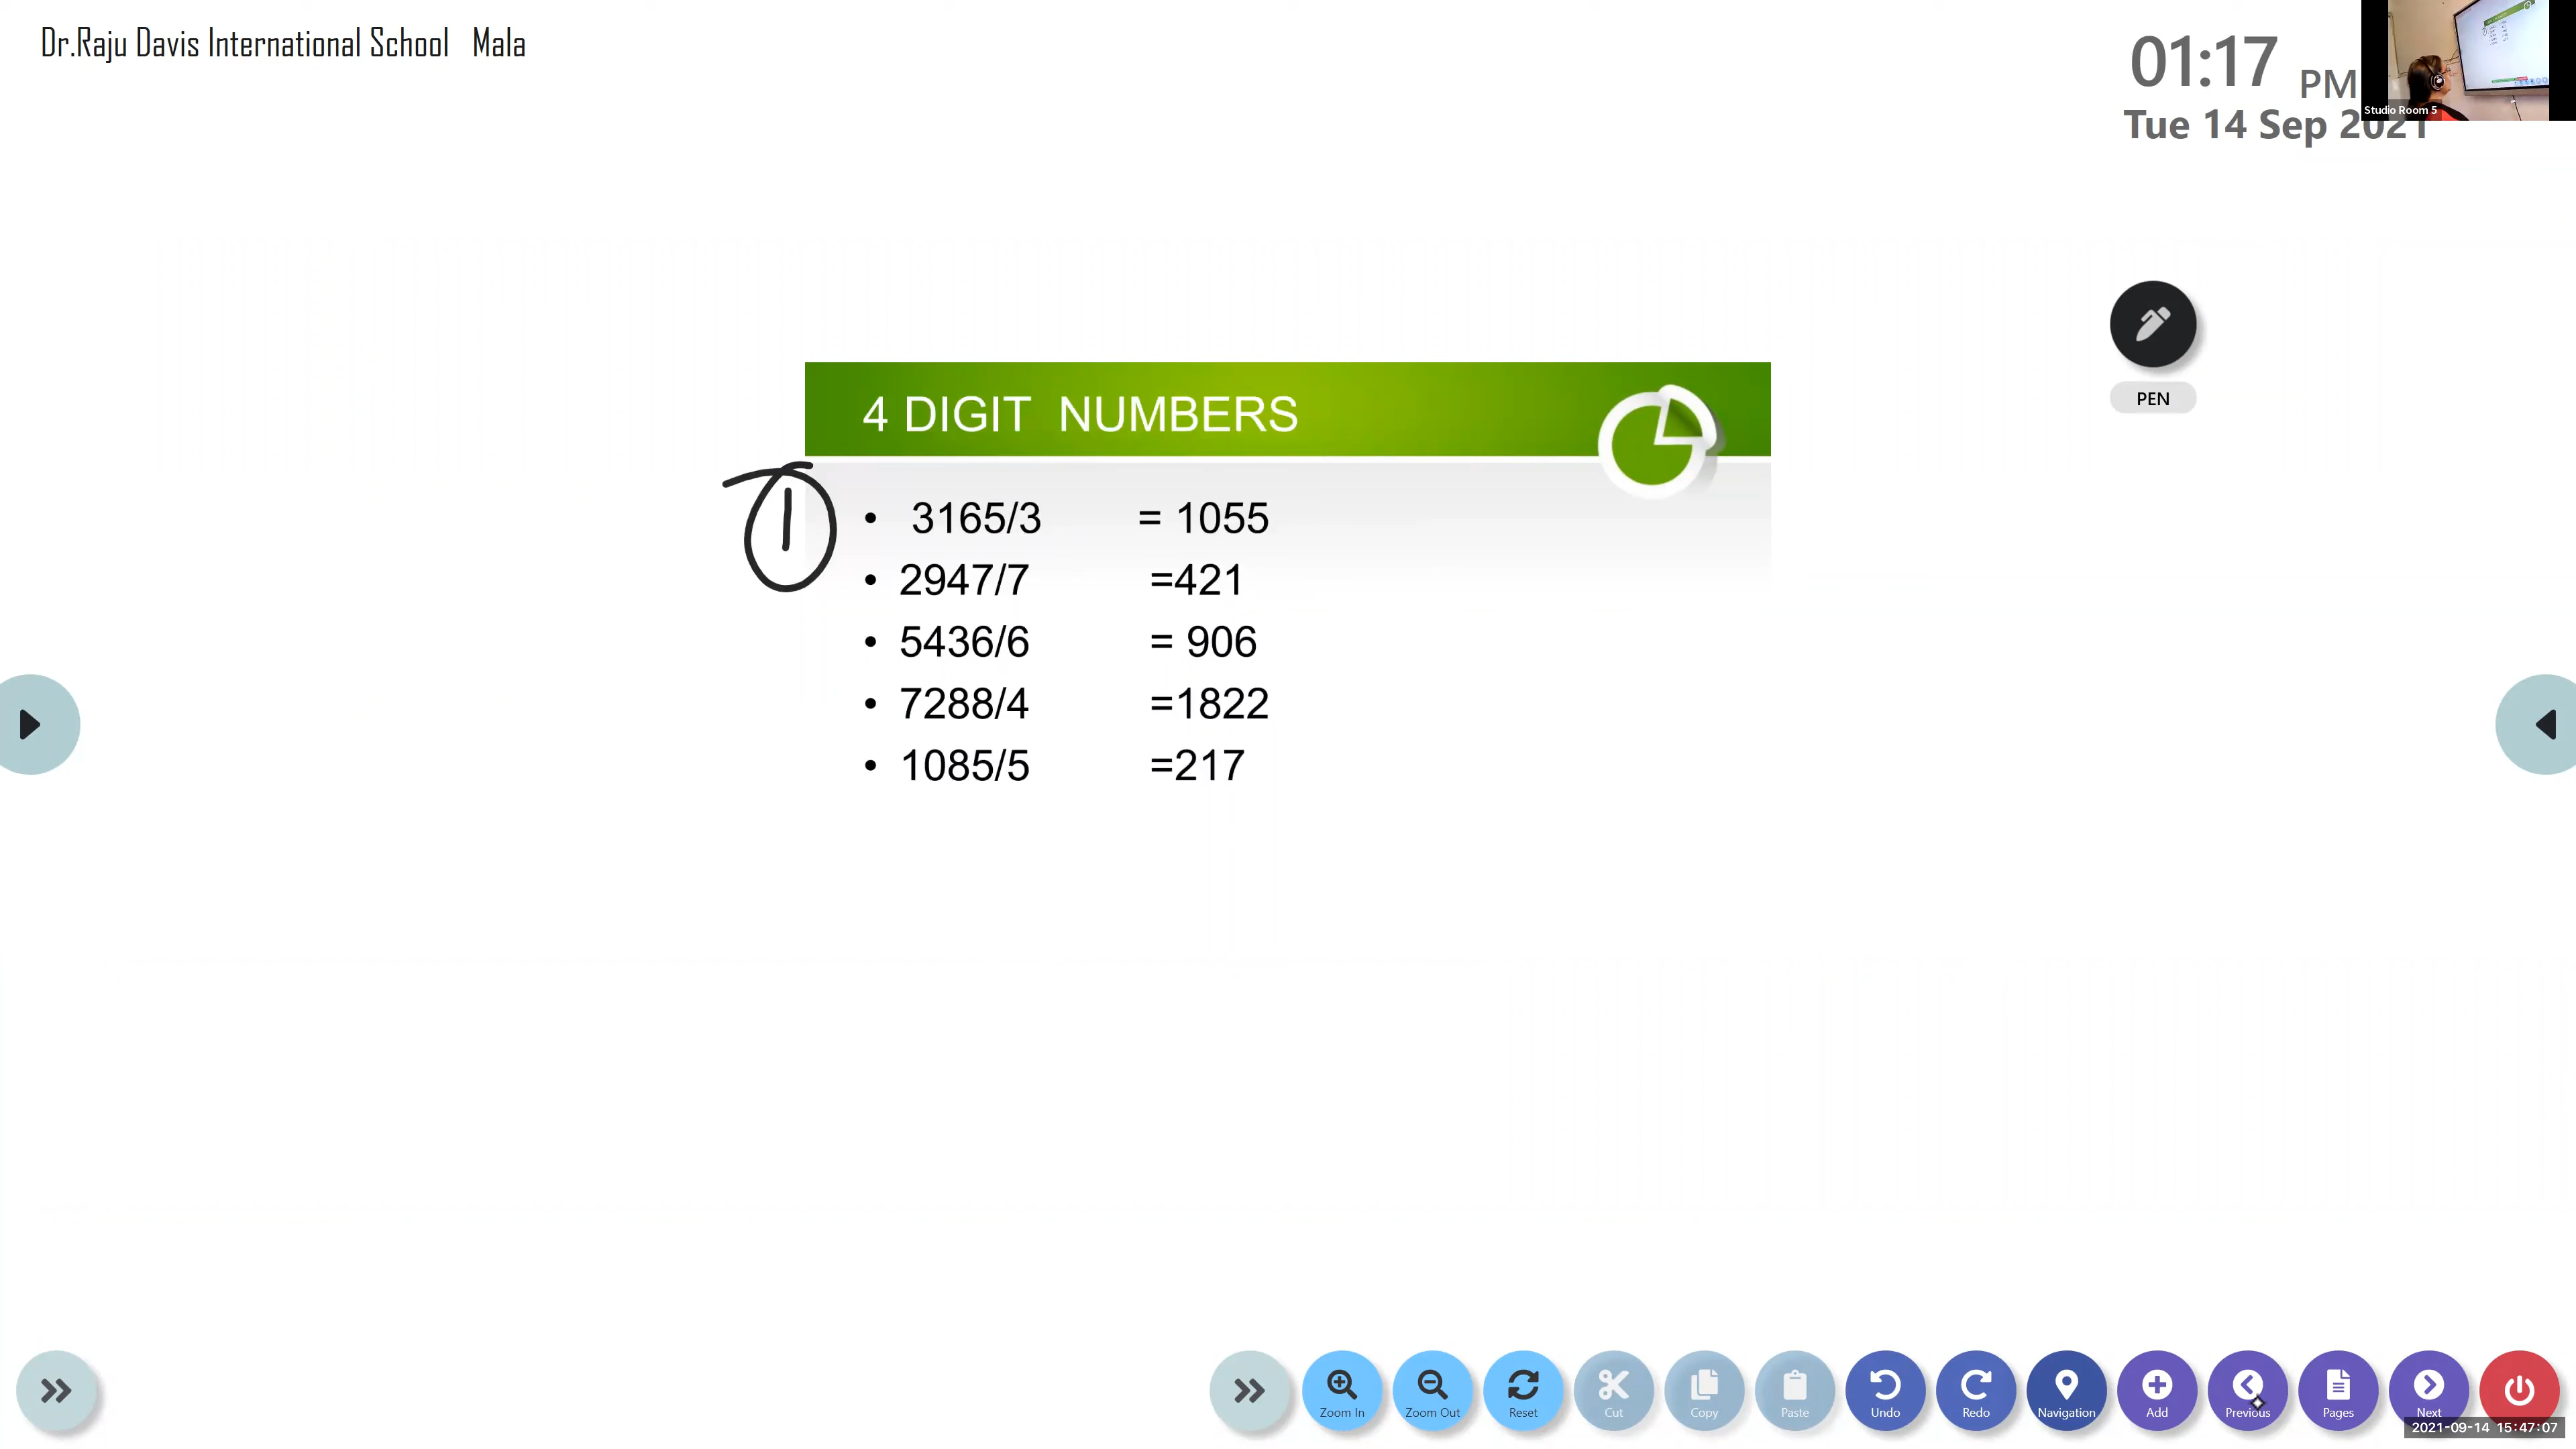 Dr.Raju Davis International School Mala
01:17 PM
Studio Room 5
Tue 14 Sep 2021
PEN
4 DIGIT NUMBERS
1
• 3165/3 = 1055
• 2947/7 =421
• 5436/6 = 906
• 7288/4 =1822
• 1085/5 =217
Zoom In Zoom Out Reset Cut Copy Paste Undo Redo Navigation Add Previous Pages Next
2021-09-14 15:47:07